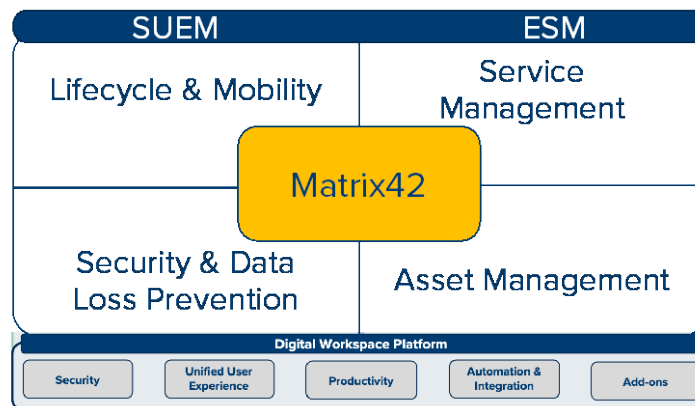 SUEM
ESM
Lifecycle & Mobility
Service
Management
Matrix42
Security & Data
Loss Prevention
Asset Management
Digital Workspace Platform
Security
Unified User
Experience
Productivity
Automation &
Integration
Add-ons